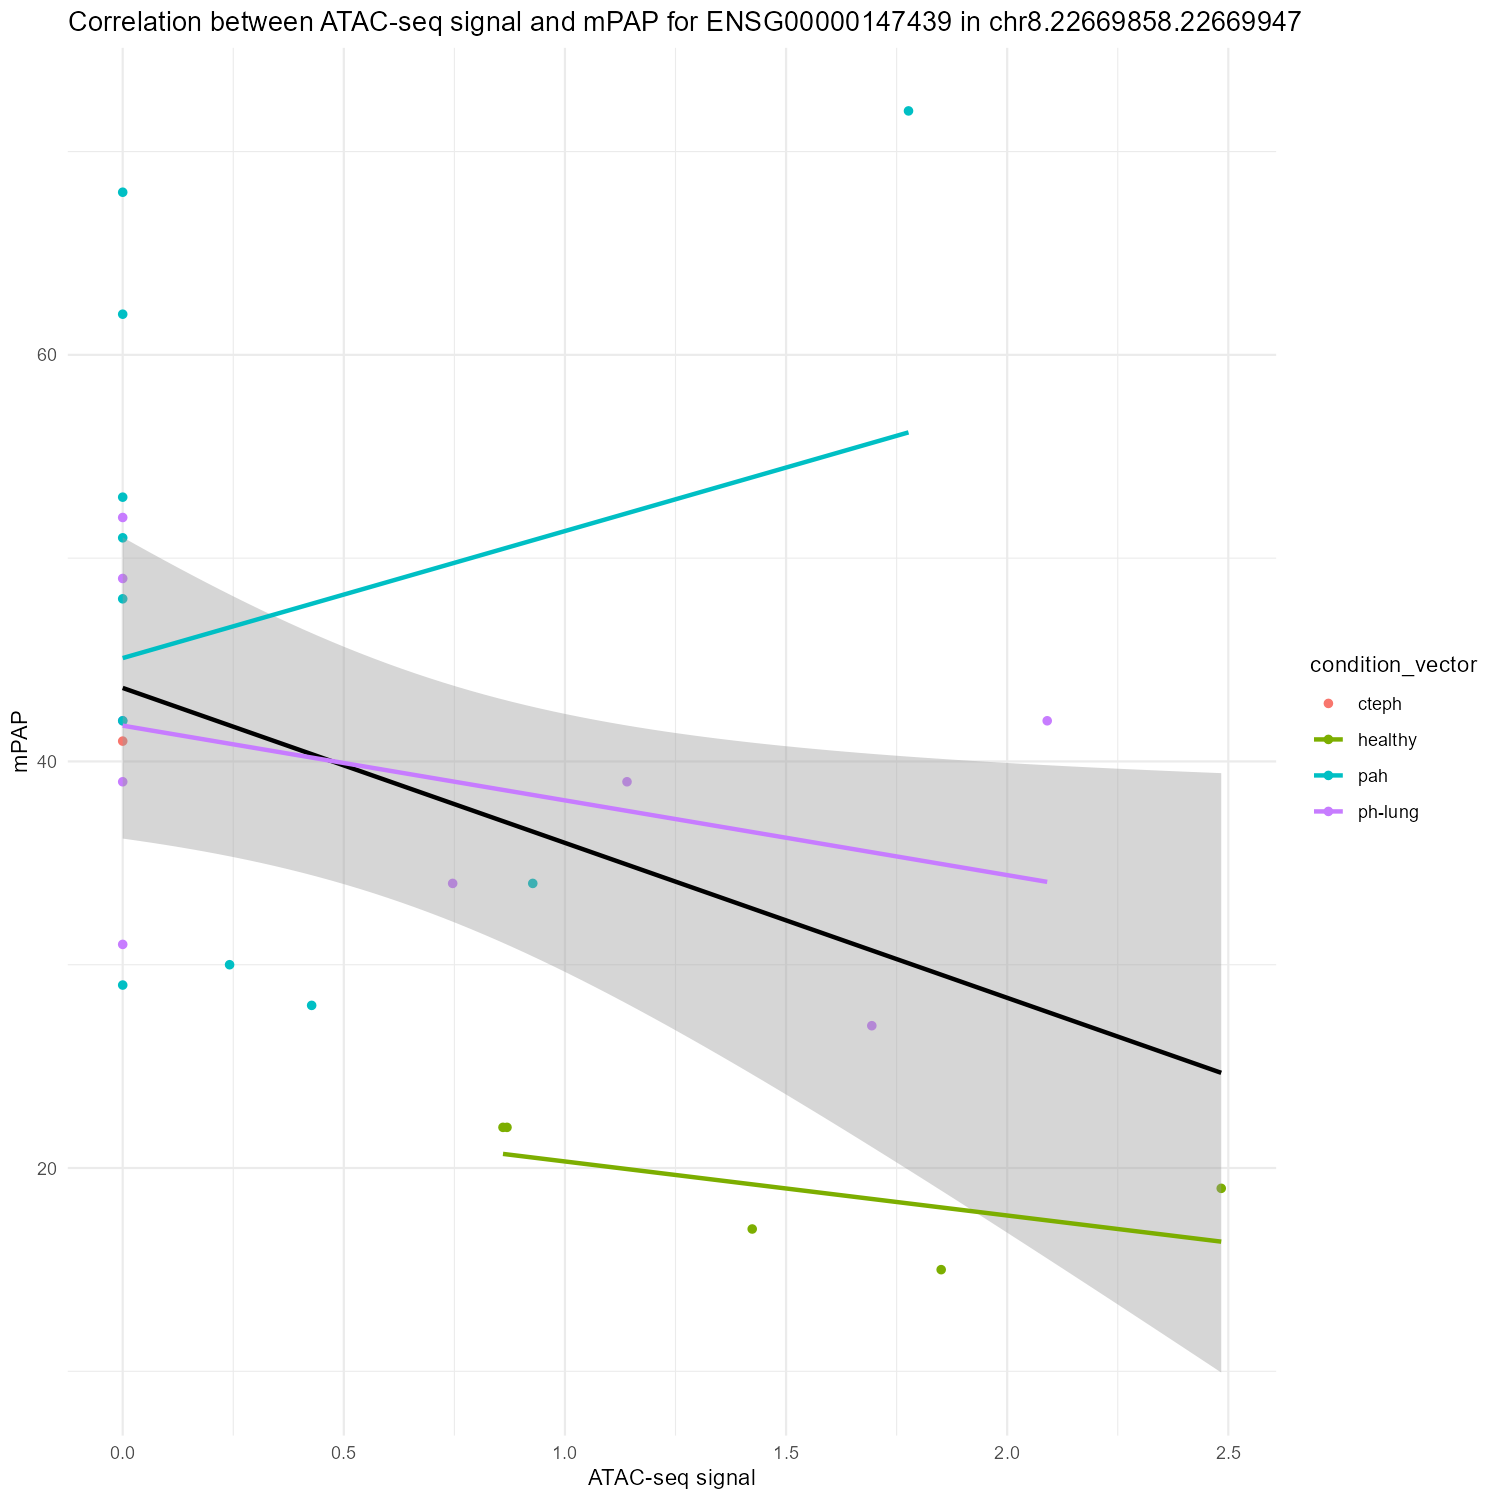 Correlation between ATAC-seq signal and mPAP for ENSG00000147439 in chr8.22669858.22669947
mPAP
60
40
20
0.0 0.5 1.0 1.5 2.0 2.5
ATAC-seq signal
condition_vector
cteph
healthy
pah
ph-lung